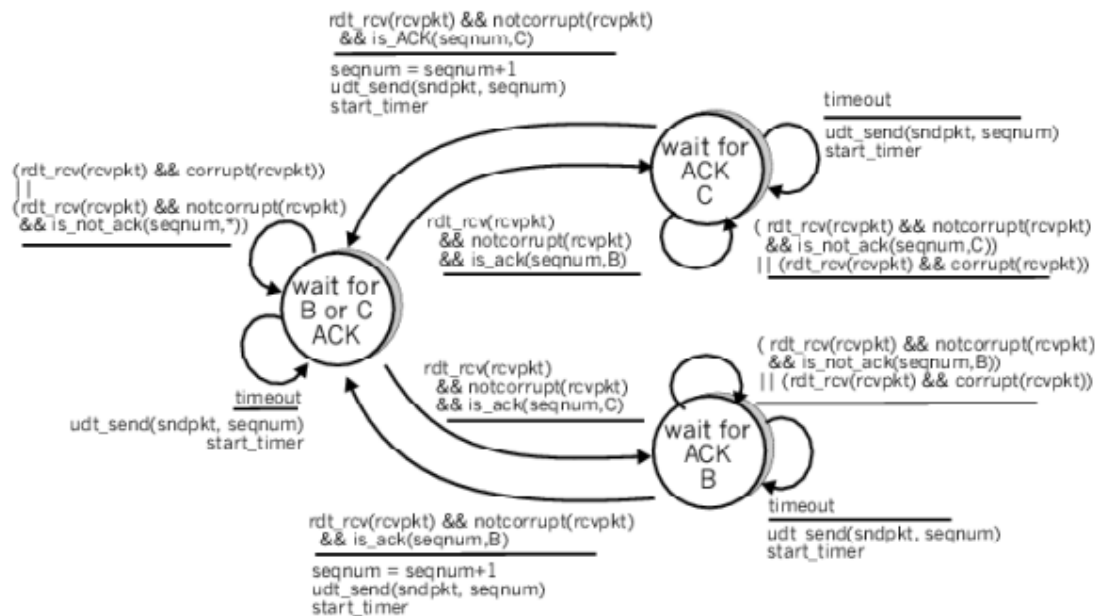 rdt_rcv(rcvpkt) && notcorrupt(rcvpkt)
&& is_ACK(seqnum,C)
seqnum = seqnum+1
udt_send(sndpkt, seqnum)
start_timer
timeout
udt_send(sndpkt, seqnum)
start_timer
wait for
ACK
C
(rdt_rcv(rcvpkt) && corrupt(rcvpkt))
||
(rdt_rcv(rcvpkt) && notcorrupt(rcvpkt)
&& is_not_ack(seqnum,*))
rdt_rcv(rcvpkt)
&& notcorrupt(rcvpkt)
&& is_ack(seqnum,B)
( rdt_rcv(rcvpkt) && notcorrupt(rcvpkt)
&& is_not_ack(seqnum,C))
|| (rdt_rcv(rcvpkt) && corrupt(rcvpkt))
wait for
B or C
ACK
timeout
udt_send(sndpkt, seqnum)
start_timer
rdt_rcv(rcvpkt)
&& notcorrupt(rcvpkt)
&& is_ack(seqnum,C)
( rdt_rcv(rcvpkt) && notcorrupt(rcvpkt)
&& is_not_ack(seqnum,B))
|| (rdt_rcv(rcvpkt) && corrupt(rcvpkt))
wait for
ACK
B
timeout
udt_send(sndpkt, seqnum)
start_timer
rdt_rcv(rcvpkt) && notcorrupt(rcvpkt)
&& is_ack(seqnum,B)
seqnum = seqnum+1
udt_send(sndpkt, seqnum)
start_timer